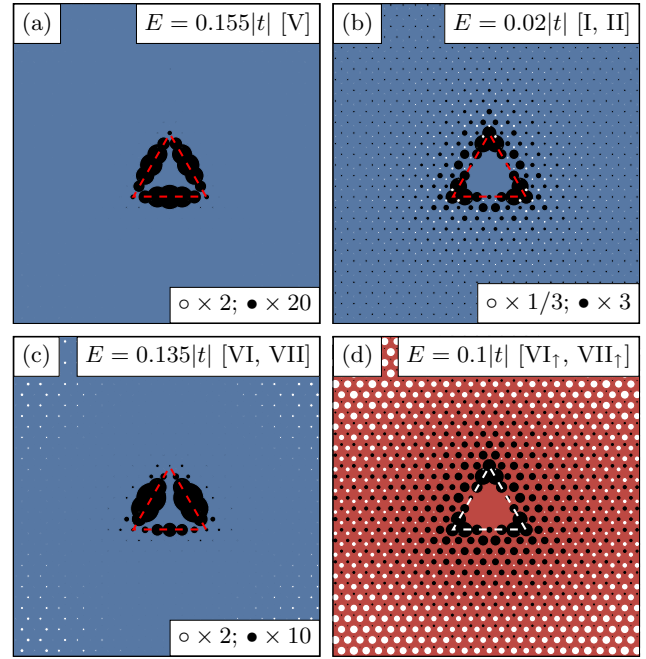 (a) E = 0.155|t| [V]
○ × 2; ● × 20
(b) E = 0.02|t| [I, II]
○ × 1/3; ● × 3
(c) E = 0.135|t| [VI, VII]
○ × 2; ● × 10
(d) E = 0.1|t| [VI↑, VII↑]